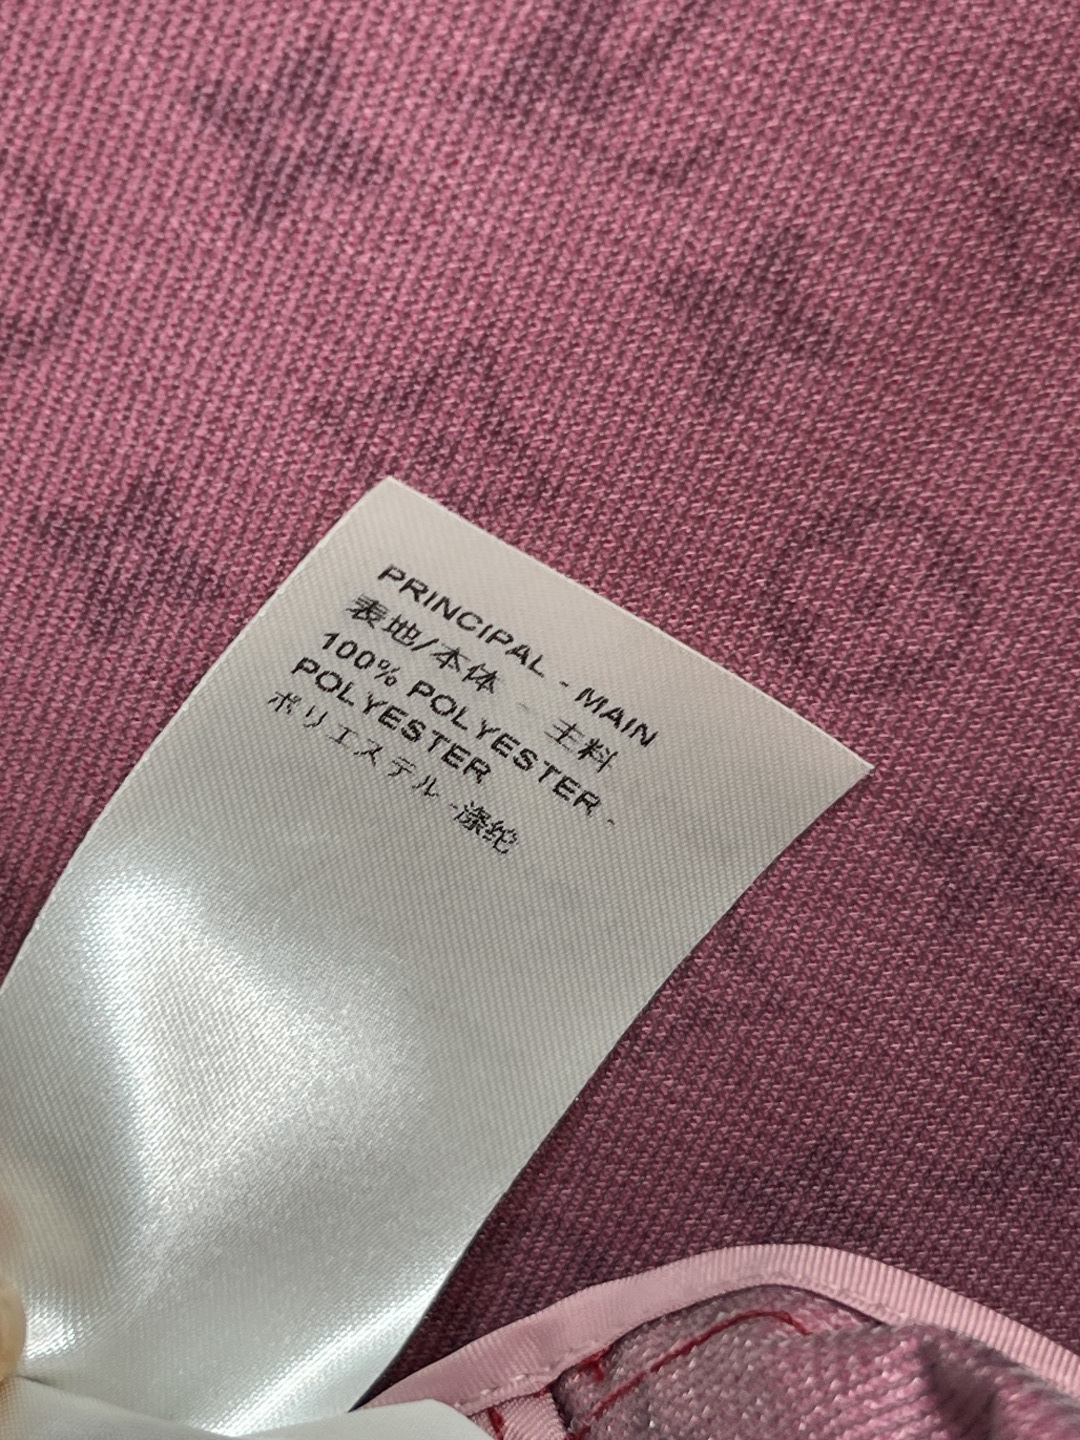 PRINCIPAL - MAIN
表地/本体 - 主料
100% POLYESTER -
POLYESTER
ポリエステル -涤纶